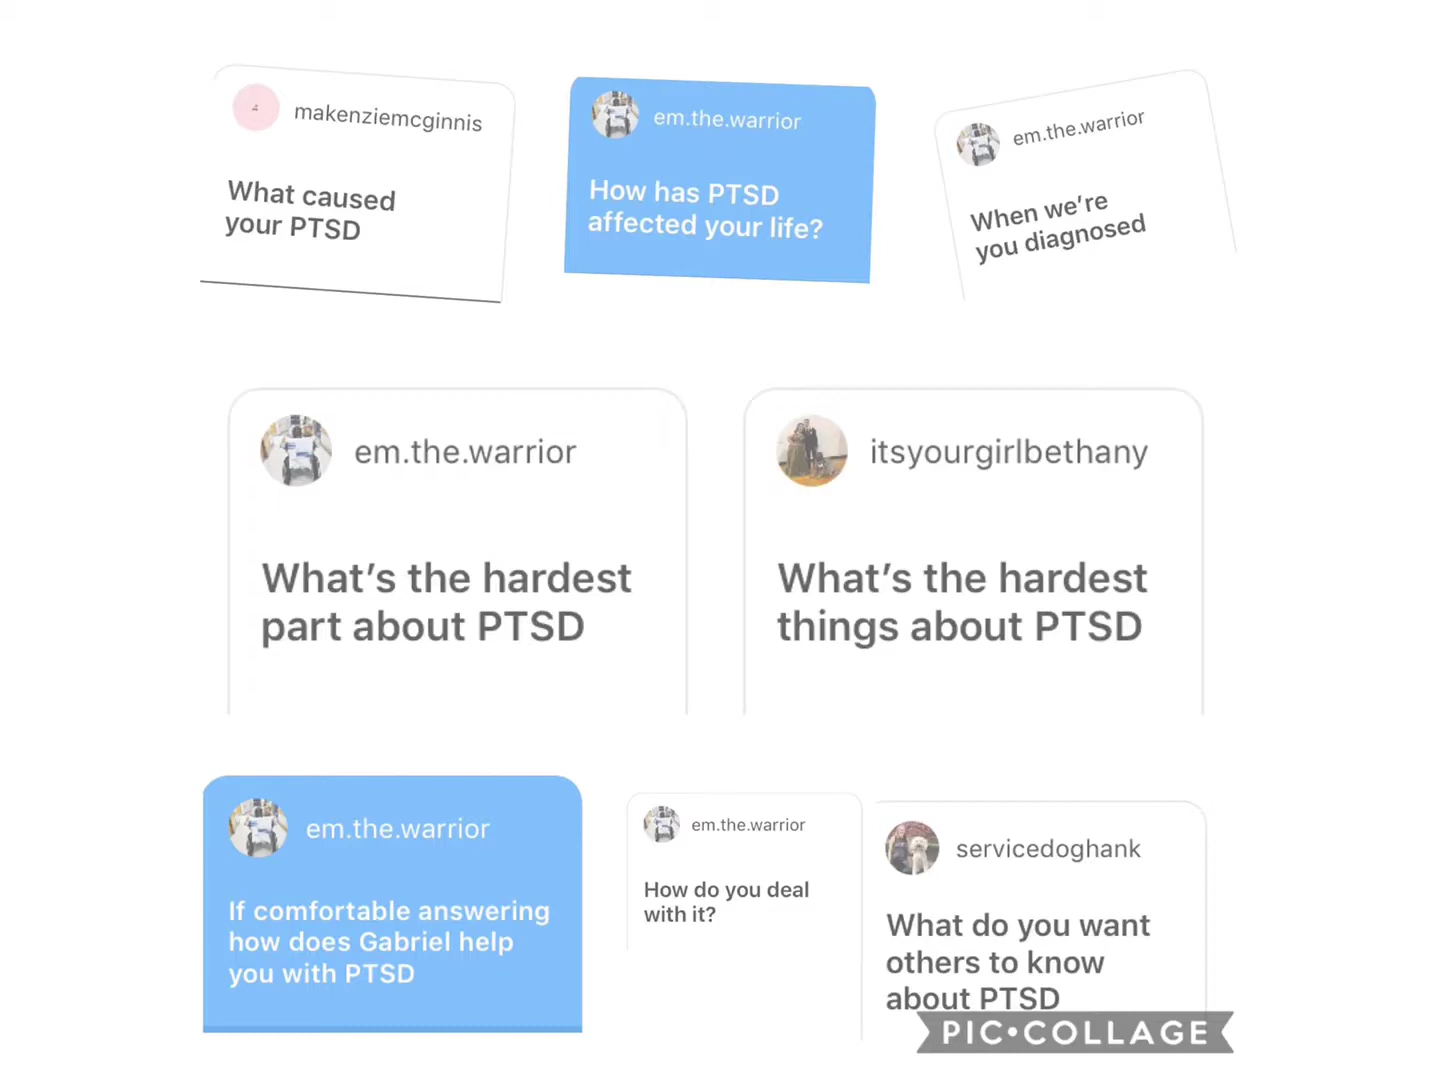 makenziemcginnis
What caused
your PTSD
em.the.warrior
How has PTSD
affected your life?
em.the.warrior
When we’re
you diagnosed
em.the.warrior
What’s the hardest
part about PTSD
itsyourgirlbethany
What’s the hardest
things about PTSD
em.the.warrior
If comfortable answering
how does Gabriel help
you with PTSD
em.the.warrior
How do you deal
with it?
servicedoghank
What do you want
others to know
about PTSD
PIC•COLLAGE